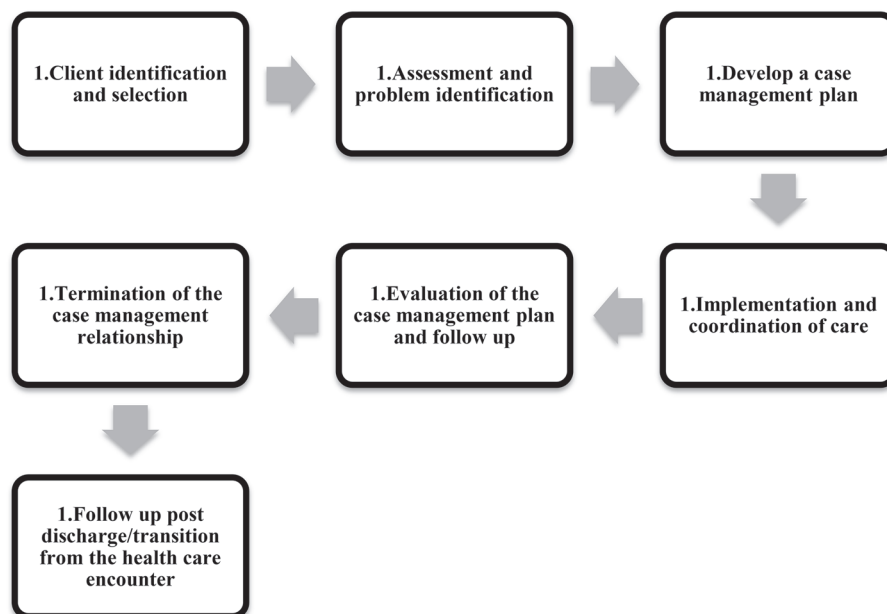 1.Client identification
and selection
1.Assessment and
problem identification
1.Develop a case
management plan
1.Implementation and
coordination of care
1.Evaluation of the
case management plan
and follow up
1.Termination of the
case management
relationship
1.Follow up post
discharge/transition
from the health care
encounter